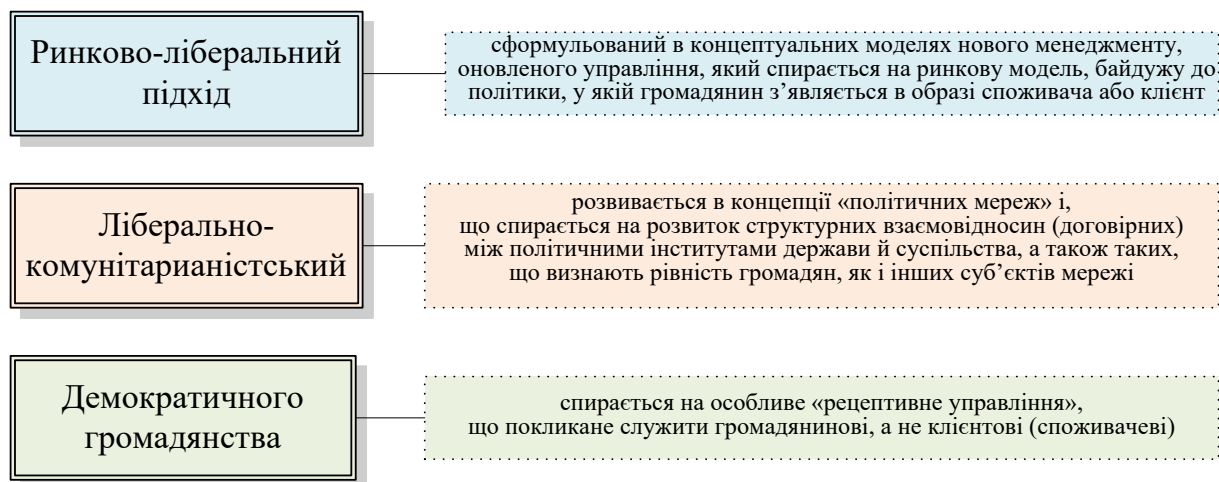 Ринково-ліберальний
підхід
сформульований в концептуальних моделях нового менеджменту,
оновленого управління, який спирається на ринкову модель, байдужу до
політики, у якій громадянин з’являється в образі споживача або клієнт
Ліберально-
комунітарианістський
розвивається в концепції «політичних мереж» і,
що спирається на розвиток структурних взаємовідносин (договірних)
між політичними інститутами держави й суспільства, а також таких,
що визнають рівність громадян, як і інших суб’єктів мережі
Демократичного
громадянства
спирається на особливе «рецептивне управління»,
що покликане служити громадянинові, а не клієнтові (споживачеві)